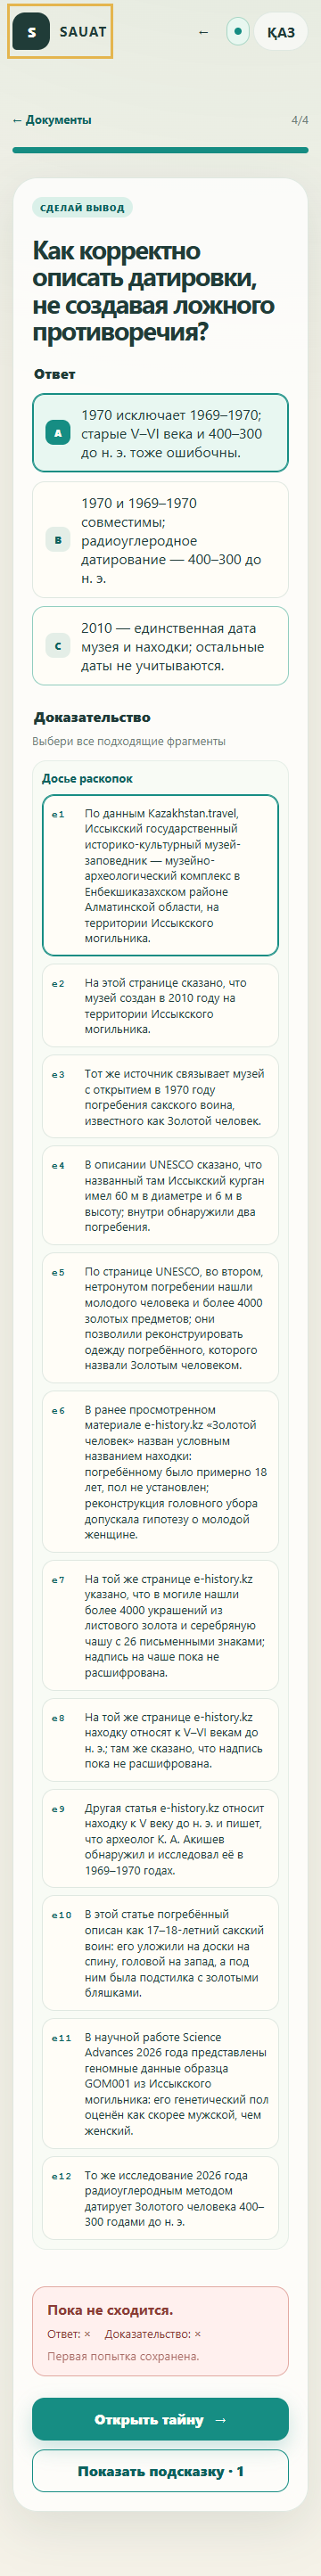 S SAUAT ← ҚАЗ
← Документы 4/4
СДЕЛАЙ ВЫВОД
Как корректно
описать датировки,
не создавая ложного
противоречия?
Ответ
A
1970 исключает 1969–1970;
старые V–VI века и 400–300
до н. э. тоже ошибочны.
B
1970 и 1969–1970
совместимы;
радиоуглеродное
датирование — 400–300 до
н. э.
C
2010 — единственная дата
музея и находки; остальные
даты не учитываются.
Доказательство
Выбери все подходящие фрагменты
Досье раскопок
e1 По данным Kazakhstan.travel,
Иссыкский государственный
историко-культурный музей-
заповедник — музейно-
археологический комплекс в
Енбекшиказахском районе
Алматинской области, на
территории Иссыкского
могильника.
e2 На этой странице сказано, что
музей создан в 2010 году на
территории Иссыкского
могильника.
e3 Тот же источник связывает музей
с открытием в 1970 году
погребения сакского воина,
известного как Золотой человек.
e4 В описании UNESCO сказано, что
названный там Иссыкский курган
имел 60 м в диаметре и 6 м в
высоту; внутри обнаружили два
погребения.
e5 По странице UNESCO, во втором,
нетронутом погребении нашли
молодого человека и более 4000
золотых предметов; они
позволили реконструировать
одежду погребённого, которого
назвали Золотым человеком.
e6 В ранее просмотренном
материале e-history.kz «Золотой
человек» назван условным
названием находки:
погребённому было примерно 18
лет, пол не установлен;
реконструкция головного убора
допускала гипотезу о молодой
женщине.
e7 На той же странице e-history.kz
указано, что в могиле нашли
более 4000 украшений из
листового золота и серебряную
чашу с 26 письменными знаками;
надпись на чаше пока не
расшифрована.
e8 На той же странице e-history.kz
находку относят к V–VI векам до
н. э.; там же сказано, что надпись
пока не расшифрована.
e9 Другая статья e-history.kz относит
находку к V веку до н. э. и пишет,
что археолог К. А. Акишев
обнаружил и исследовал её в
1969–1970 годах.
e10 В этой статье погребённый
описан как 17–18-летний сакский
воин: его уложили на доски на
спину, головой на запад, а под
ним была подстилка с золотыми
бляшками.
e11 В научной работе Science
Advances 2026 года представлены
геномные данные образца
GOM001 из Иссыкского
могильника: его генетический пол
оценён как скорее мужской, чем
женский.
e12 То же исследование 2026 года
радиоуглеродным методом
датирует Золотого человека 400–
300 годами до н. э.
Пока не сходится.
Ответ: × Доказательство: ×
Первая попытка сохранена.
Открыть тайну →
Показать подсказку · 1